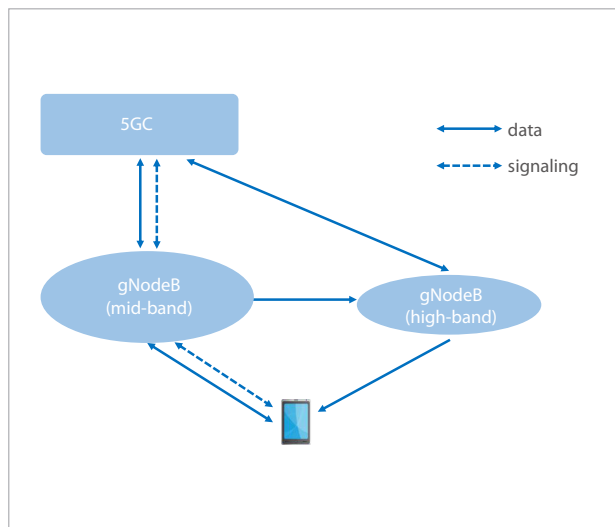 5GC
data
signaling
gNodeB
(mid-band)
gNodeB
(high-band)